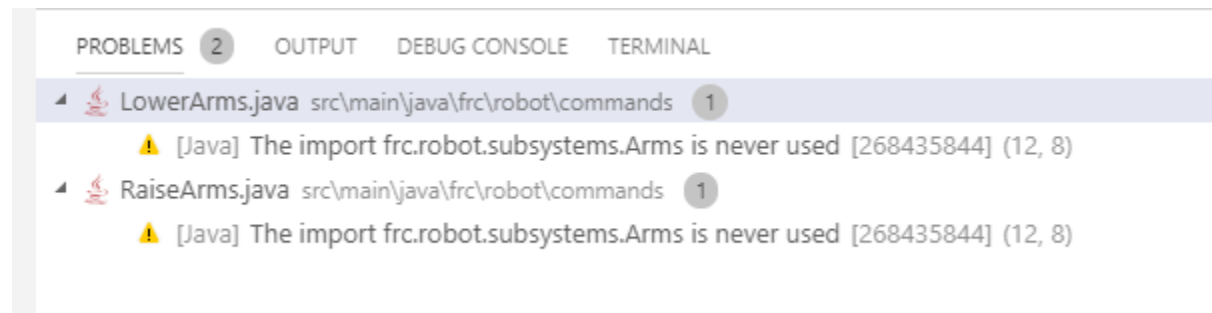 PROBLEMS 2 OUTPUT DEBUG CONSOLE TERMINAL
LowerArms.java src\main\java\frc\robot\commands 1
[Java] The import frc.robot.subsystems.Arms is never used [268435844] (12, 8)
RaiseArms.java src\main\java\frc\robot\commands 1
[Java] The import frc.robot.subsystems.Arms is never used [268435844] (12, 8)